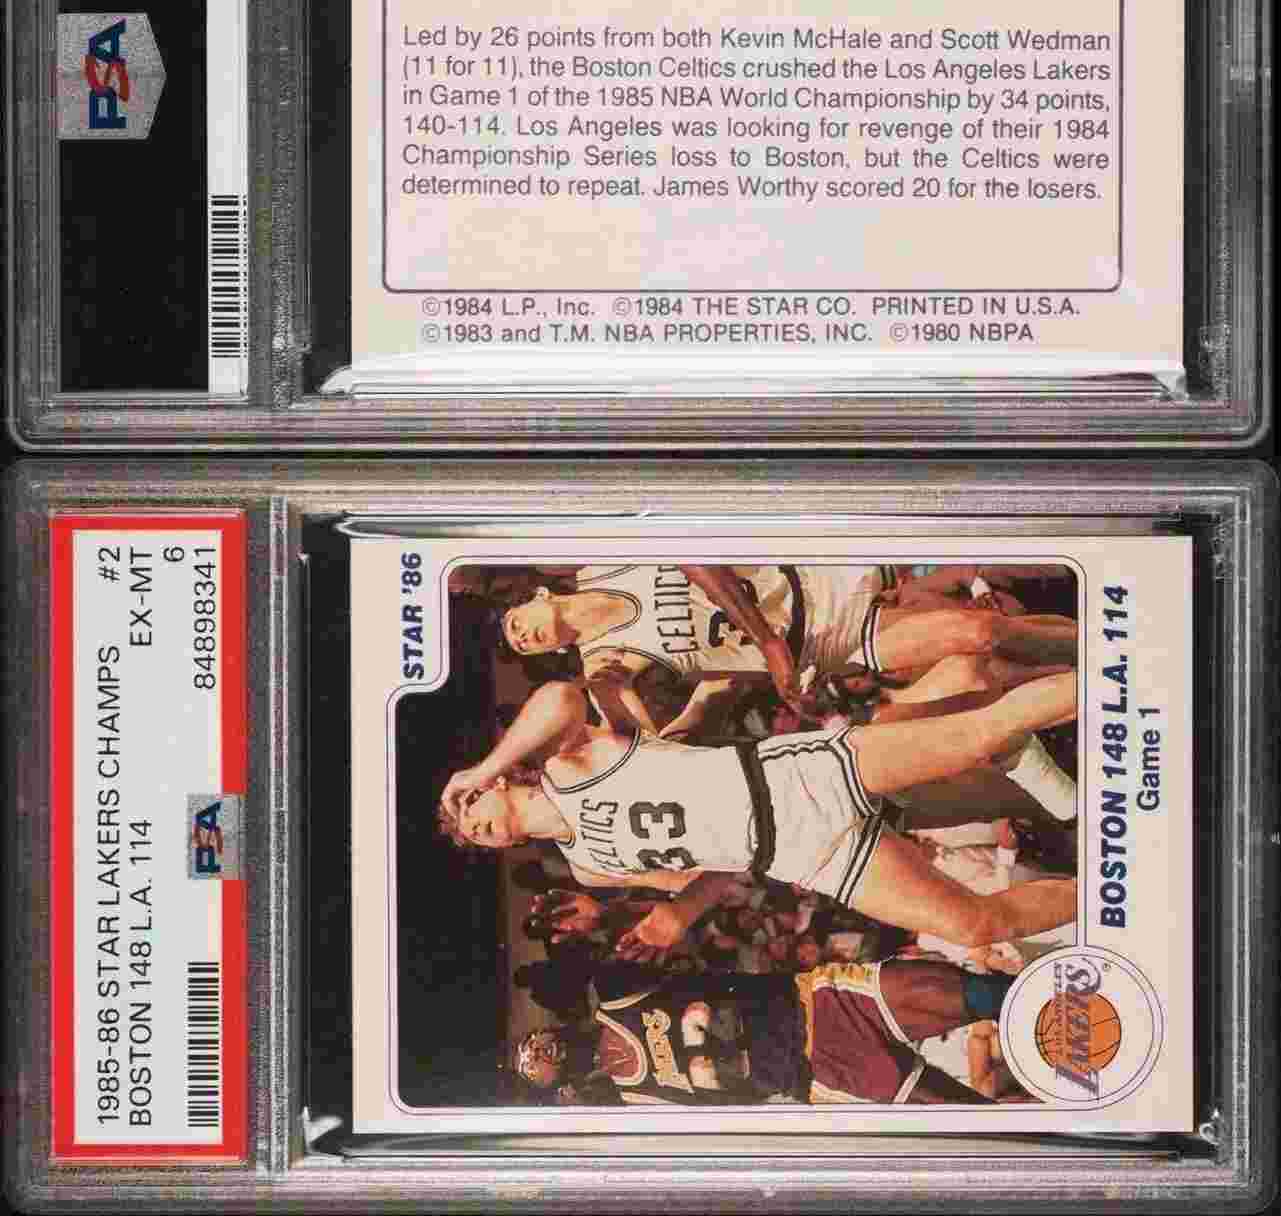 PSA
Led by 26 points from both Kevin McHale and Scott Wedman
(11 for 11), the Boston Celtics crushed the Los Angeles Lakers
in Game 1 of the 1985 NBA World Championship by 34 points,
140-114. Los Angeles was looking for revenge of their 1984
Championship Series loss to Boston, but the Celtics were
determined to repeat. James Worthy scored 20 for the losers.
©1984 L.P., Inc. ©1984 THE STAR CO. PRINTED IN U.S.A.
©1983 and T.M. NBA PROPERTIES, INC. ©1980 NBPA
1985-86 STAR LAKERS CHAMPS #2
BOSTON 148 L.A. 114 EX-MT
6
84898341
PSA
STAR '86
CELTICS
3
ELTICS
33
LOS ANGELES
LAKERS
®
BOSTON 148 L.A. 114
Game 1